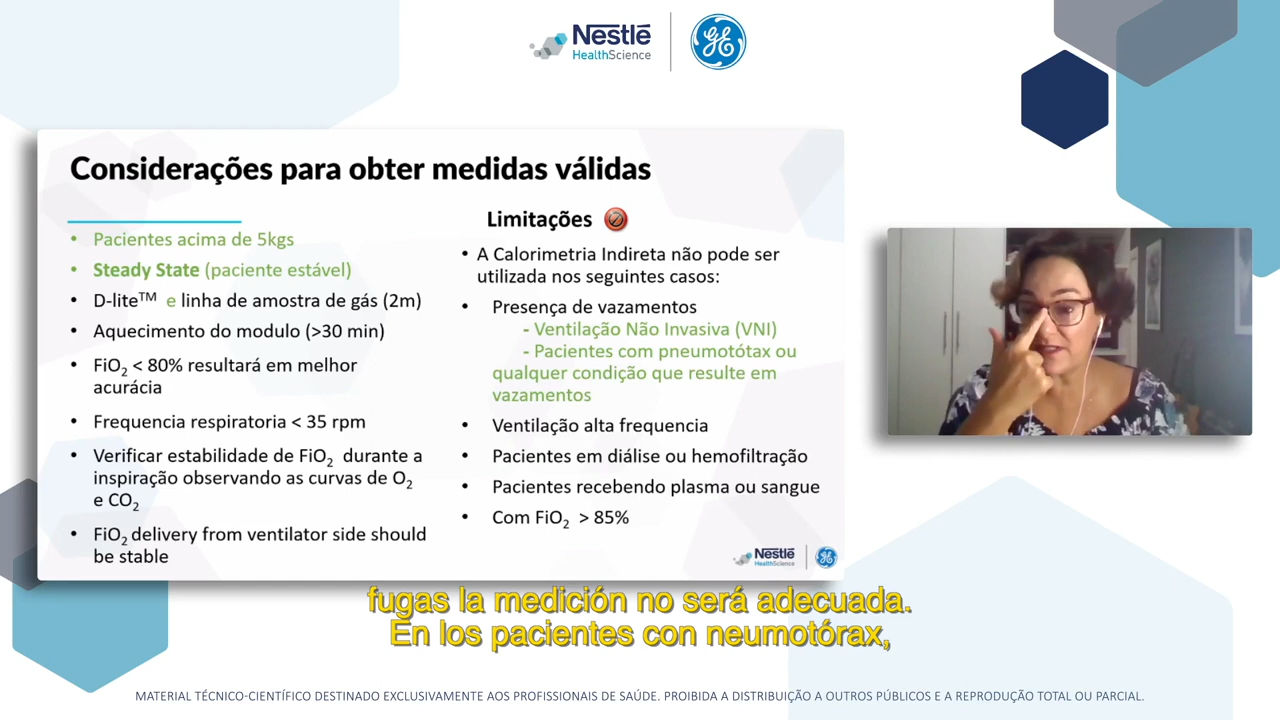 Nestlé
HealthScience
GE
Considerações para obter medidas válidas
• Pacientes acima de 5kgs
• Steady State (paciente estável)
• D-lite™ e linha de amostra de gás (2m)
• Aquecimento do modulo (>30 min)
• FiO₂ < 80% resultará em melhor
acurácia
• Frequencia respiratoria < 35 rpm
• Verificar estabilidade de FiO₂ durante a
inspiração observando as curvas de O₂
e CO₂
• FiO₂ delivery from ventilator side should
be stable
Limitações
• A Calorimetria Indireta não pode ser
utilizada nos seguintes casos:
• Presença de vazamentos
- Ventilação Não Invasiva (VNI)
- Pacientes com pneumotótax ou
qualquer condição que resulte em
vazamentos
• Ventilação alta frequencia
• Pacientes em diálise ou hemofiltração
• Pacientes recebendo plasma ou sangue
• Com FiO₂ > 85%
Nestlé
HealthScience
GE
fugas la medición no será adecuada.
En los pacientes con neumotórax,
MATERIAL TÉCNICO-CIENTÍFICO DESTINADO EXCLUSIVAMENTE AOS PROFISSIONAIS DE SAÚDE. PROIBIDA A DISTRIBUIÇÃO A OUTROS PÚBLICOS E A REPRODUÇÃO TOTAL OU PARCIAL.